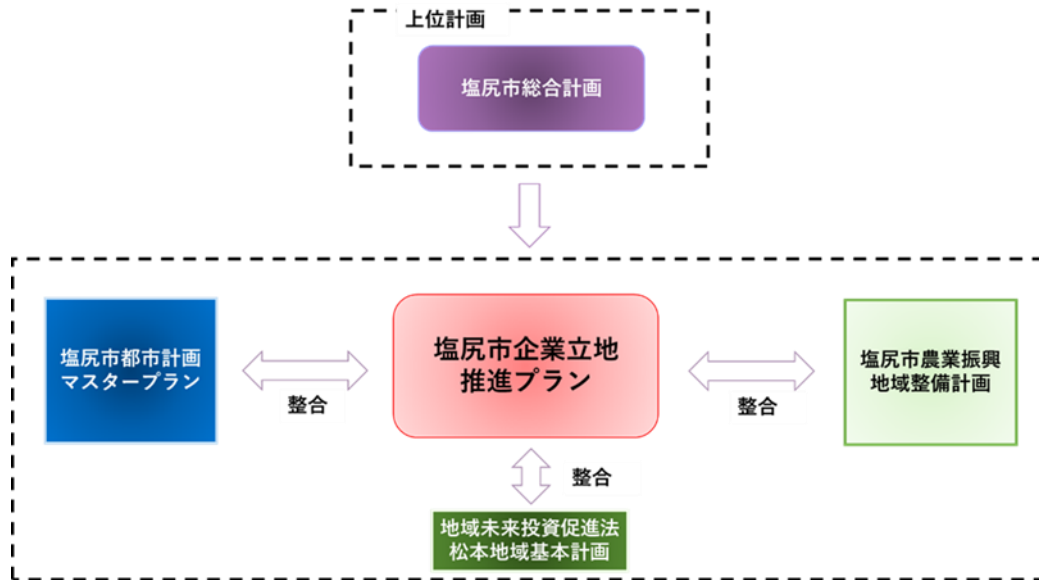 上位計画
塩尻市総合計画
塩尻市都市計画
マスタープラン
整合
塩尻市企業立地
推進プラン
整合
塩尻市農業振興
地域整備計画
整合
地域未来投資促進法
松本地域基本計画